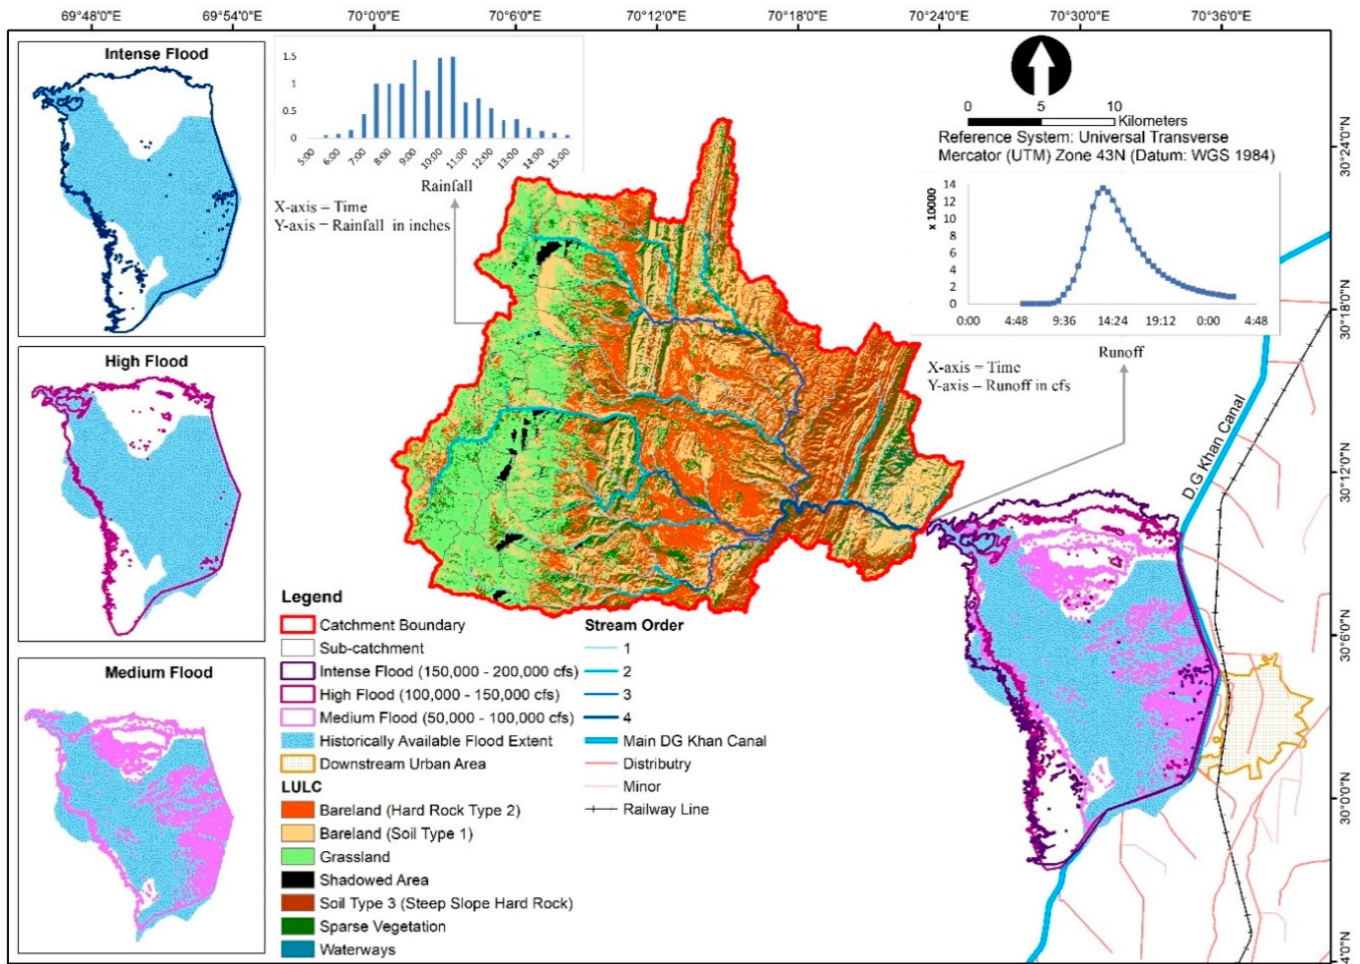 69°48'0"E 69°54'0"E 70°0'0"E 70°6'0"E 70°12'0"E 70°18'0"E 70°24'0"E 70°30'0"E 70°36'0"E
Intense Flood
High Flood
Medium Flood
1.5
1
0.5
0
5:00 6:00 7:00 8:00 9:00 10:00 11:00 12:00 13:00 14:00 15:00
Rainfall
X-axis – Time
Y-axis = Rainfall in inches
0 5 10
Kilometers
Reference System: Universal Transverse
Mercator (UTM) Zone 43N (Datum: WGS 1984)
x 10000
14
12
10
8
6
4
2
0
0:00 4:48 9:36 14:24 19:12 0:00 4:48
Runoff
X-axis = Time
Y-axis – Runoff in cfs
D.G Khan Canal
30°24'0"N
30°18'0"N
30°12'0"N
30°6'0"N
30°0'0"N
4'0"N
Legend
Catchment Boundary
Sub-catchment
Intense Flood (150,000 - 200,000 cfs)
High Flood (100,000 - 150,000 cfs)
Medium Flood (50,000 - 100,000 cfs)
Historically Available Flood Extent
Downstream Urban Area
LULC
Bareland (Hard Rock Type 2)
Bareland (Soil Type 1)
Grassland
Shadowed Area
Soil Type 3 (Steep Slope Hard Rock)
Sparse Vegetation
Waterways
Stream Order
1
2
3
4
Main DG Khan Canal
Distributry
Minor
Railway Line